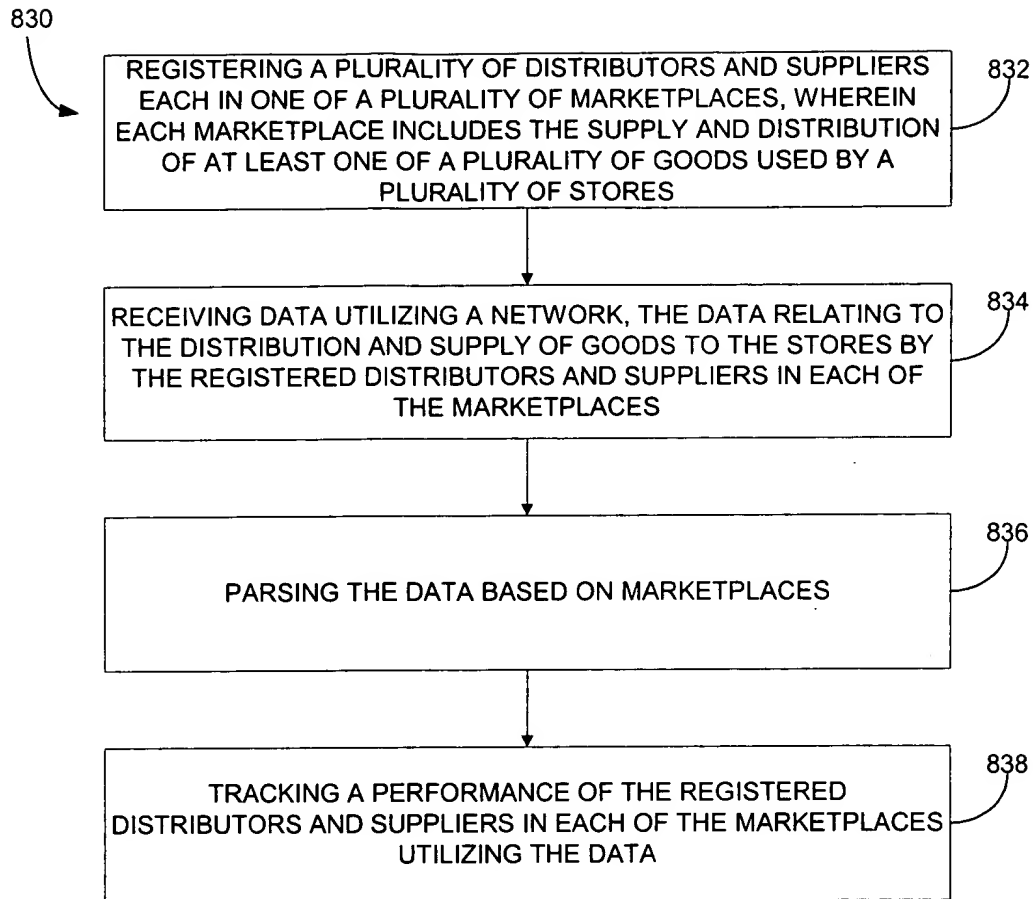 830
REGISTERING A PLURALITY OF DISTRIBUTORS AND SUPPLIERS
EACH IN ONE OF A PLURALITY OF MARKETPLACES, WHEREIN
EACH MARKETPLACE INCLUDES THE SUPPLY AND DISTRIBUTION
OF AT LEAST ONE OF A PLURALITY OF GOODS USED BY A
PLURALITY OF STORES
832
RECEIVING DATA UTILIZING A NETWORK, THE DATA RELATING TO
THE DISTRIBUTION AND SUPPLY OF GOODS TO THE STORES BY
THE REGISTERED DISTRIBUTORS AND SUPPLIERS IN EACH OF
THE MARKETPLACES
834
PARSING THE DATA BASED ON MARKETPLACES
836
TRACKING A PERFORMANCE OF THE REGISTERED
DISTRIBUTORS AND SUPPLIERS IN EACH OF THE MARKETPLACES
UTILIZING THE DATA
838